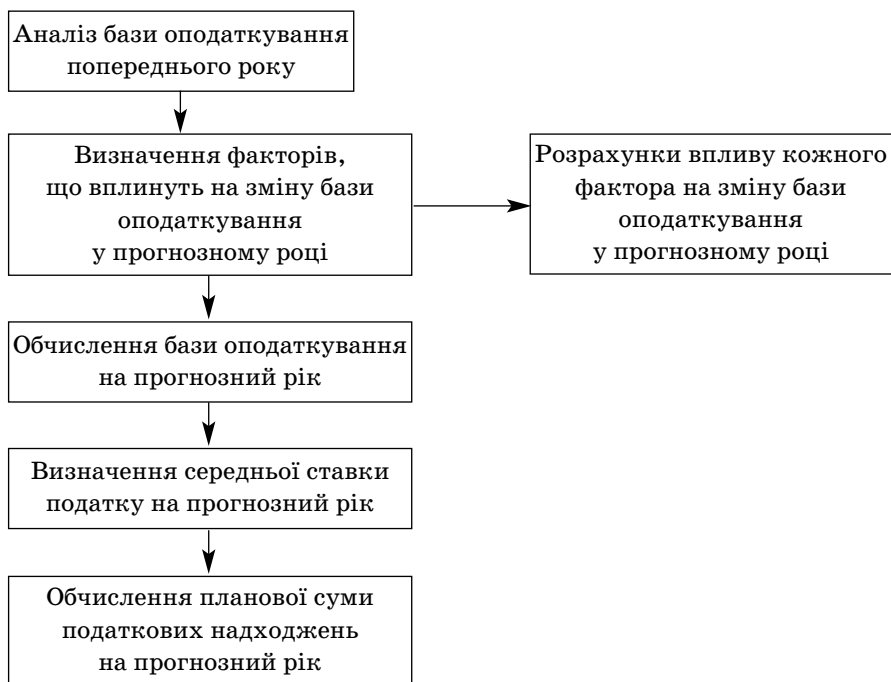 Аналіз бази оподаткування
попереднього року
Визначення факторів,
що вплинуть на зміну бази
оподаткування
у прогнозному році
Розрахунки впливу кожного
фактора на зміну бази
оподаткування
у прогнозному році
Обчислення бази оподаткування
на прогнозний рік
Визначення середньої ставки
податку на прогнозний рік
Обчислення планової суми
податкових надходжень
на прогнозний рік